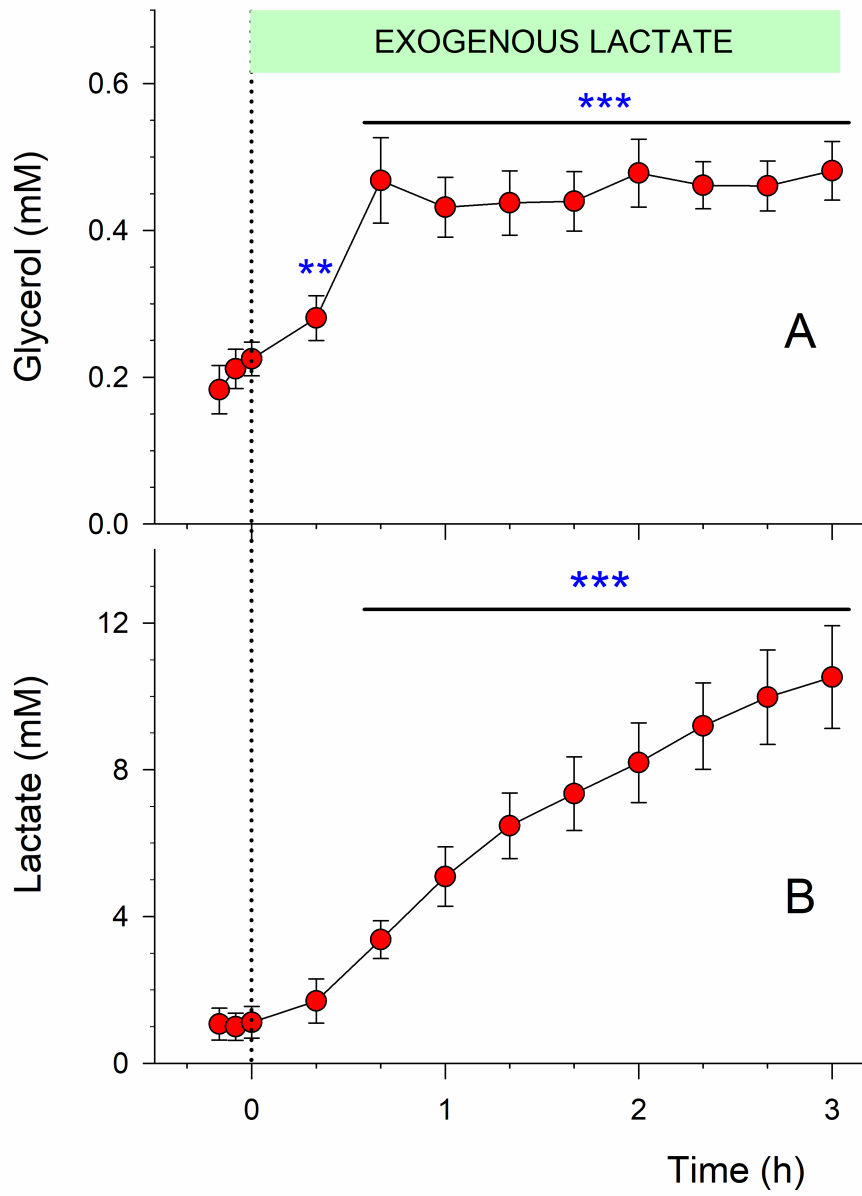 EXOGENOUS LACTATE
***
0.6
**
0.4
Glycerol (mM)
A
0.2
0.0
***
12
Lactate (mM)
8
B
4
0
0 1 2 3
Time (h)